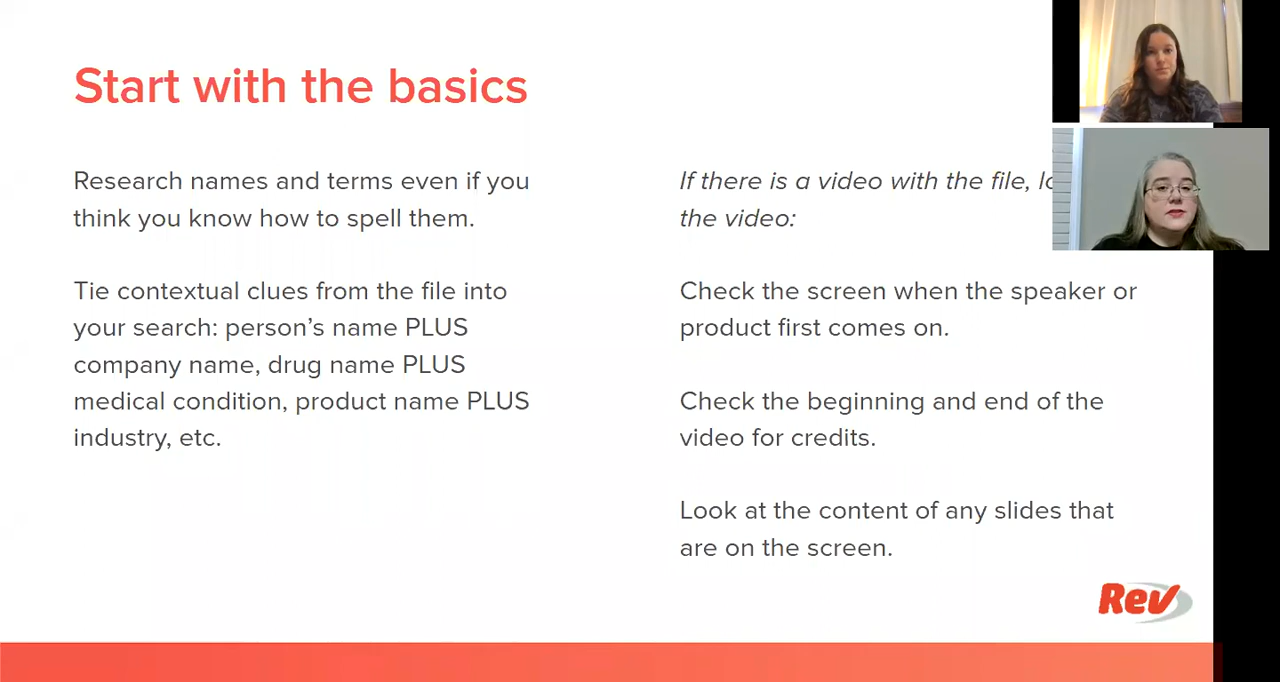 Start with the basics
Research names and terms even if you
think you know how to spell them.
Tie contextual clues from the file into
your search: person’s name PLUS
company name, drug name PLUS
medical condition, product name PLUS
industry, etc.
If there is a video with the file,
the video:
Check the screen when the speaker or
product first comes on.
Check the beginning and end of the
video for credits.
Look at the content of any slides that
are on the screen.
Rev